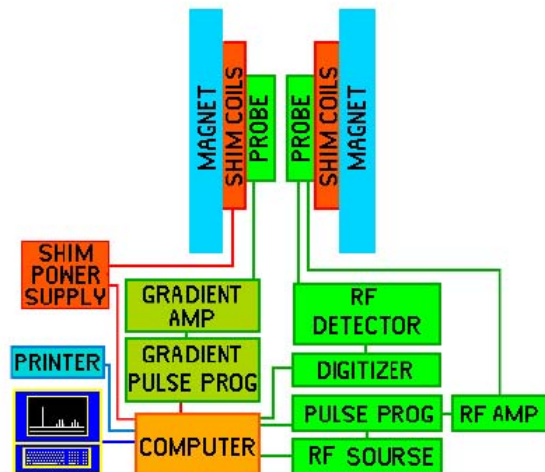 MAGNET
SHIM COILS
PROBE
PROBE
SHIM COILS
MAGNET
SHIM
POWER
SUPPLY
GRADIENT
AMP
RF
DETECTOR
PRINTER
GRADIENT
PULSE PROG
DIGITIZER
COMPUTER
PULSE PROG
RF AMP
RF SOURSE